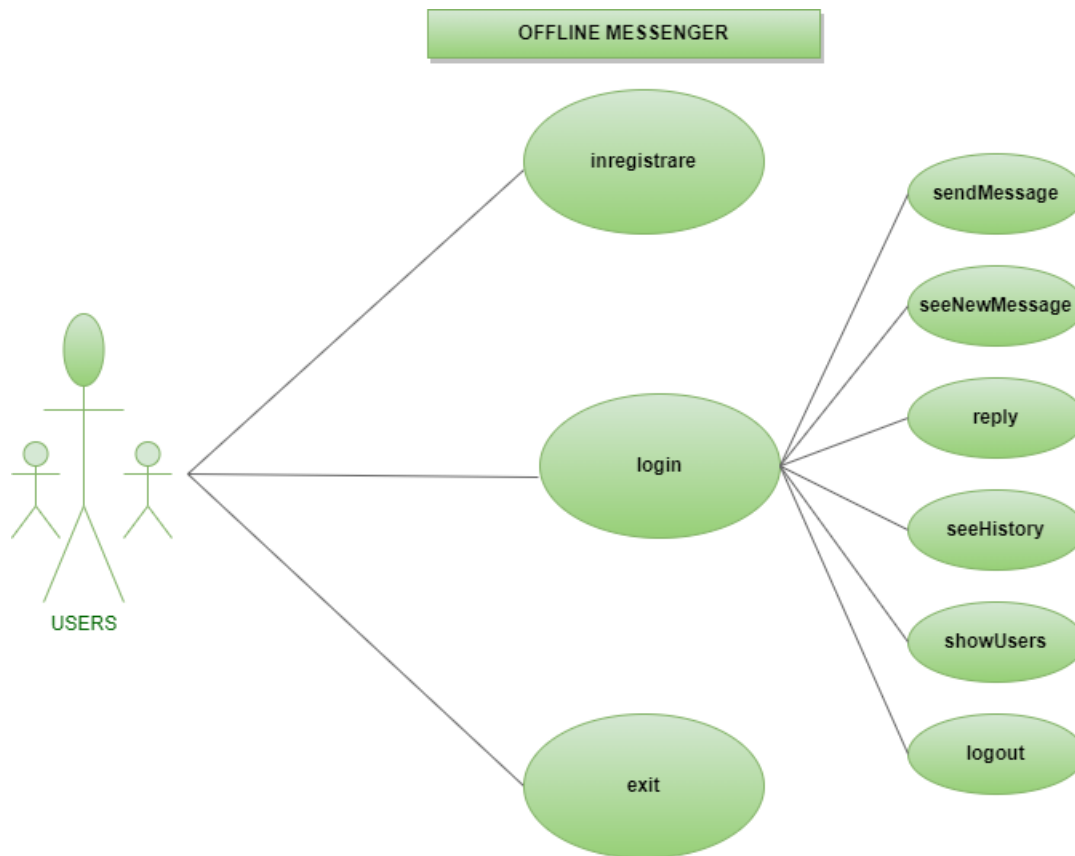 OFFLINE MESSENGER
inregistrare
sendMessage
seeNewMessage
reply
login
seeHistory
USERS
showUsers
logout
exit